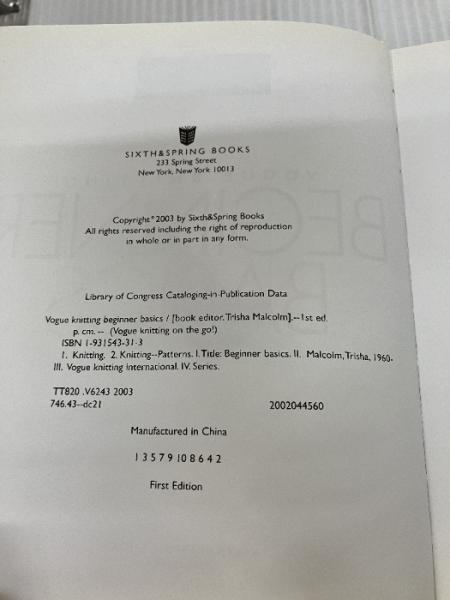 SIXTH&SPRING BOOKS
233 Spring Street
New York, New York 10013
Copyright© 2003 by Sixth&Spring Books
All rights reserved including the right of reproduction
in whole or in part in any form.
Library of Congress Cataloging-in-Publication Data
Vogue knitting beginner basics / [book editor. Trisha Malcolm].--1st ed.
p. cm. -- (Vogue knitting on the go!)
ISBN 1-931543-31-3
1. Knitting. 2. Knitting--Patterns. I. Title: Beginner basics. II. Malcolm, Trisha, 1960-
III. Vogue knitting international. IV. Series.
TT820 .V6243 2003
746.43--dc21 2002044560
Manufactured in China
1 3 5 7 9 10 8 6 4 2
First Edition